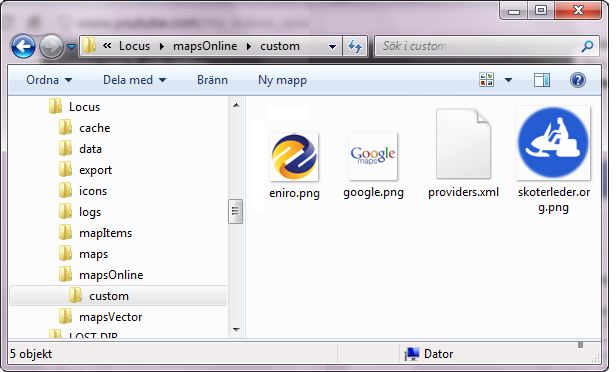 « Locus ▸ mapsOnline ▸ custom
Sök i custom
Ordna Dela med Bränn Ny mapp
Locus
cache
data
export
icons
logs
mapItems
maps
mapsOnline
custom
mapsVector
LOST.DIR
eniro.png
Google
maps
google.png
providers.xml
skoterleder.or
g.png
5 objekt
Dator